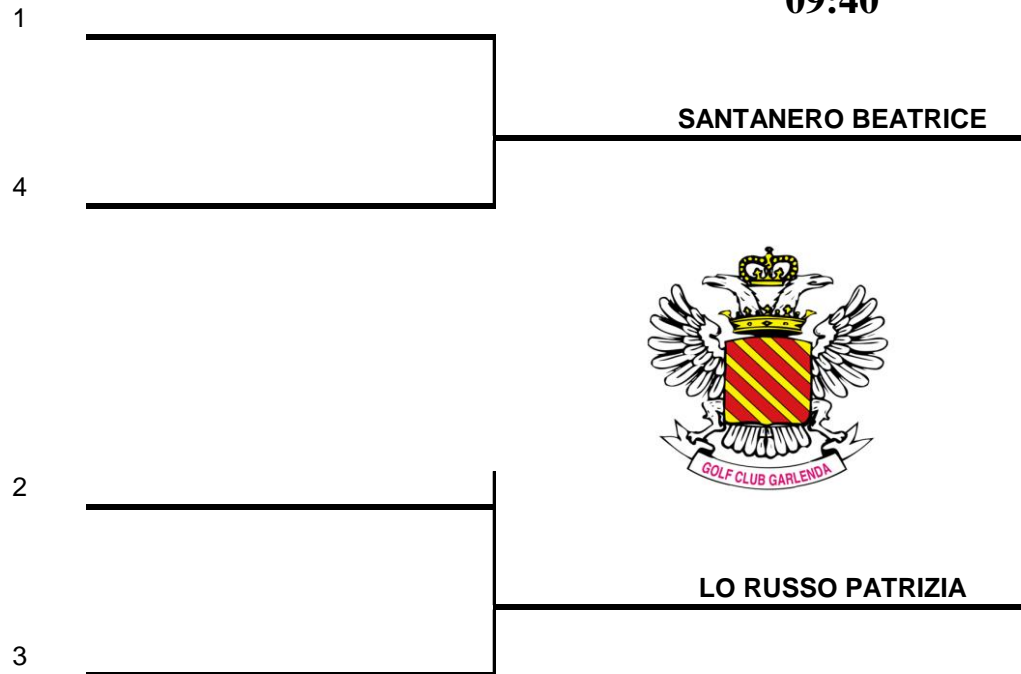 09:40
1
SANTANERO BEATRICE
4
GOLF CLUB GARLENDA
2
LO RUSSO PATRIZIA
3